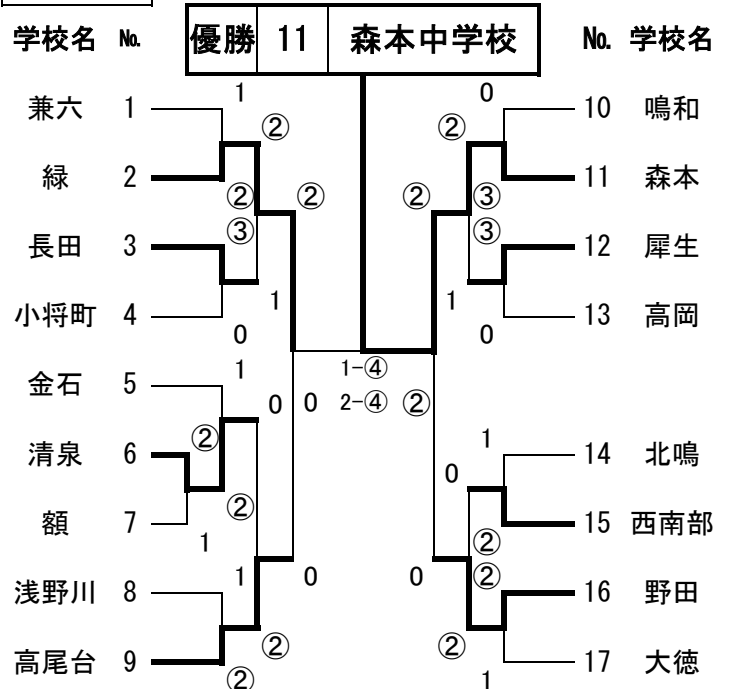 学校名 №
優勝 11 森本中学校
№ 学校名
1 0
兼六 1 10 鳴和
② ②
緑 2 11 森本
② ② ② ③
③ ③
長田 3 12 犀生
1 1
小将町 4 13 高岡
0 0
1 1-④
金石 5
0 0 2-④ ②
② 1
清泉 6 14 北鳴
0
② 
額 7 15 西南部
1 ②
1 0 0 ②
浅野川 8 16 野田
② ②
高尾台 9 17 大徳
② 1